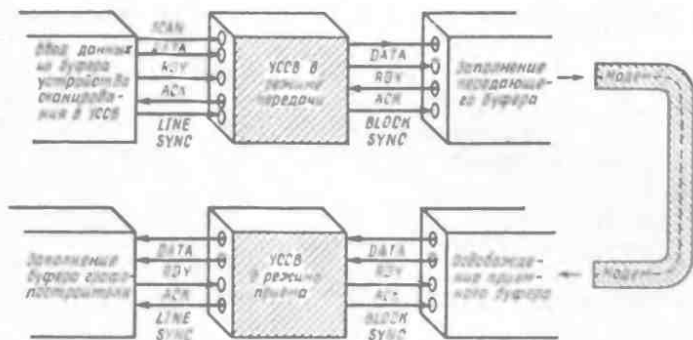 Ввод данных
из буфера
устройства
сканирова-
ния в УССВ
SCAN
DATA
RDY
ACK
LINE
SYNC
УССВ В
режиме
передачи
DATA
RDY
ACK
BLOCK
SYNC
Заполнение
передающе-
го буфера
Модем
Заполнение
буфера графо-
построителя
DATA
RDY
ACK
LINE
SYNC
УССВ
в режиме
приема
DATA
RDY
ACK
BLOCK
SYNC
Освобожде-
ние прием-
ного буфера
Модем